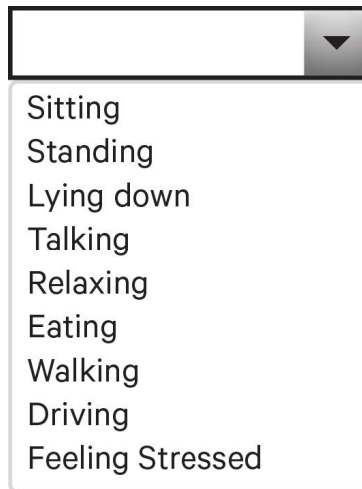 Sitting
Standing
Lying down
Talking
Relaxing
Eating
Walking
Driving
Feeling Stressed